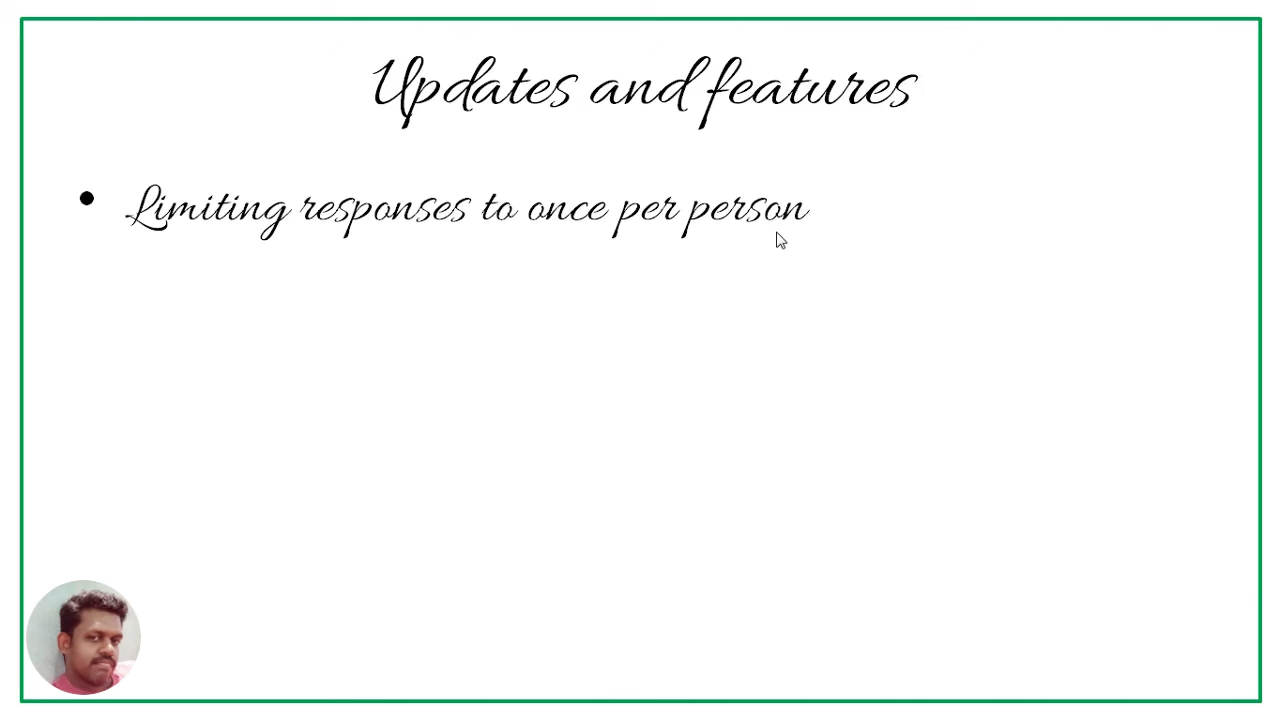 Updates and features
• Limiting responses to once per person